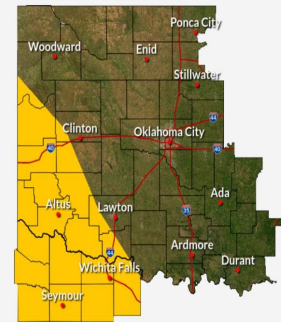 Ponca City
Woodward
Enid
Stillwater
44
Clinton
Oklahoma City
40
40
Ada
Altus
Lawton
35
Ardmore
44
Wichita Falls
Durant
Seymour